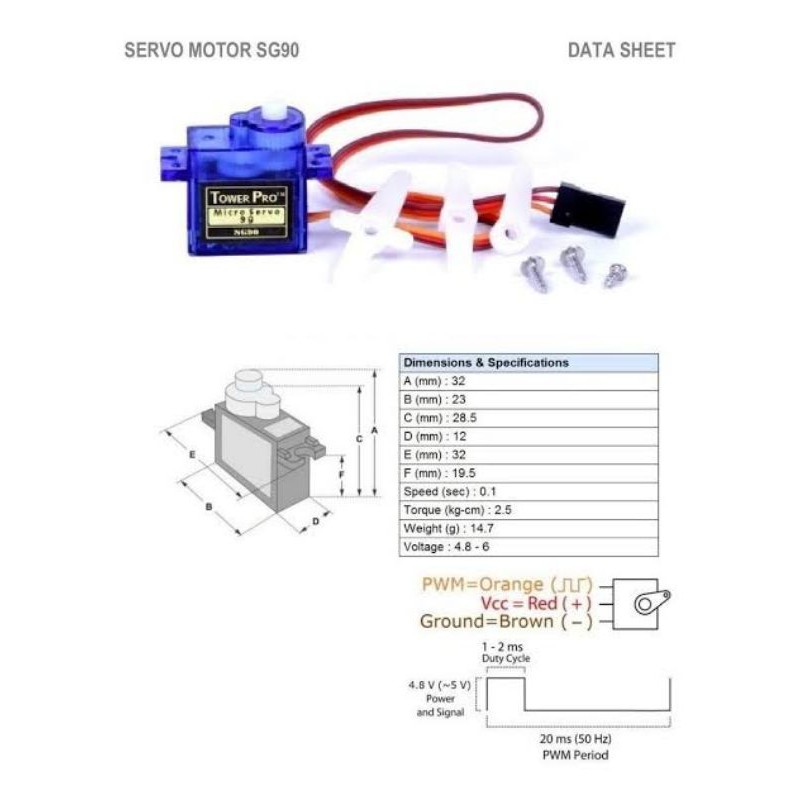 SERVO MOTOR SG90
DATA SHEET
TOWER PRO™
Micro Servo
9g
SG90
Dimensions & Specifications
A (mm) : 32
B (mm) : 23
C (mm) : 28.5
D (mm) : 12
E (mm) : 32
F (mm) : 19.5
Speed (sec) : 0.1
Torque (kg-cm) : 2.5
Weight (g) : 14.7
Voltage : 4.8 - 6
A
C
F
E
B
D
PWM=Orange (⎍⎍)
Vcc = Red ( + )
Ground=Brown ( − )
1 - 2 ms
Duty Cycle
4.8 V (~5 V)
Power
and Signal
20 ms (50 Hz)
PWM Period